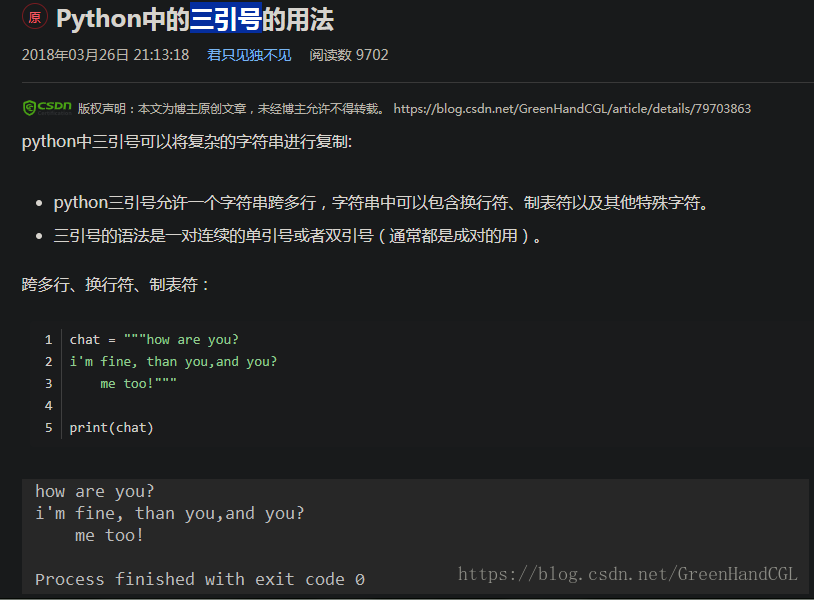 原 Python中的三引号的用法
2018年03月26日 21:13:18 君只见独不见 阅读数 9702
CSDN 版权声明：本文为博主原创文章，未经博主允许不得转载。 https://blog.csdn.net/GreenHandCGL/article/details/79703863
python中三引号可以将复杂的字符串进行复制:
• python三引号允许一个字符串跨多行，字符串中可以包含换行符、制表符以及其他特殊字符。
• 三引号的语法是一对连续的单引号或者双引号（通常都是成对的用）。
跨多行、换行符、制表符：
1 chat = """how are you?
2 i'm fine, than you,and you?
3     me too!"""
4
5 print(chat)
how are you?
i'm fine, than you,and you?
    me too!
Process finished with exit code 0
https://blog.csdn.net/GreenHandCGL